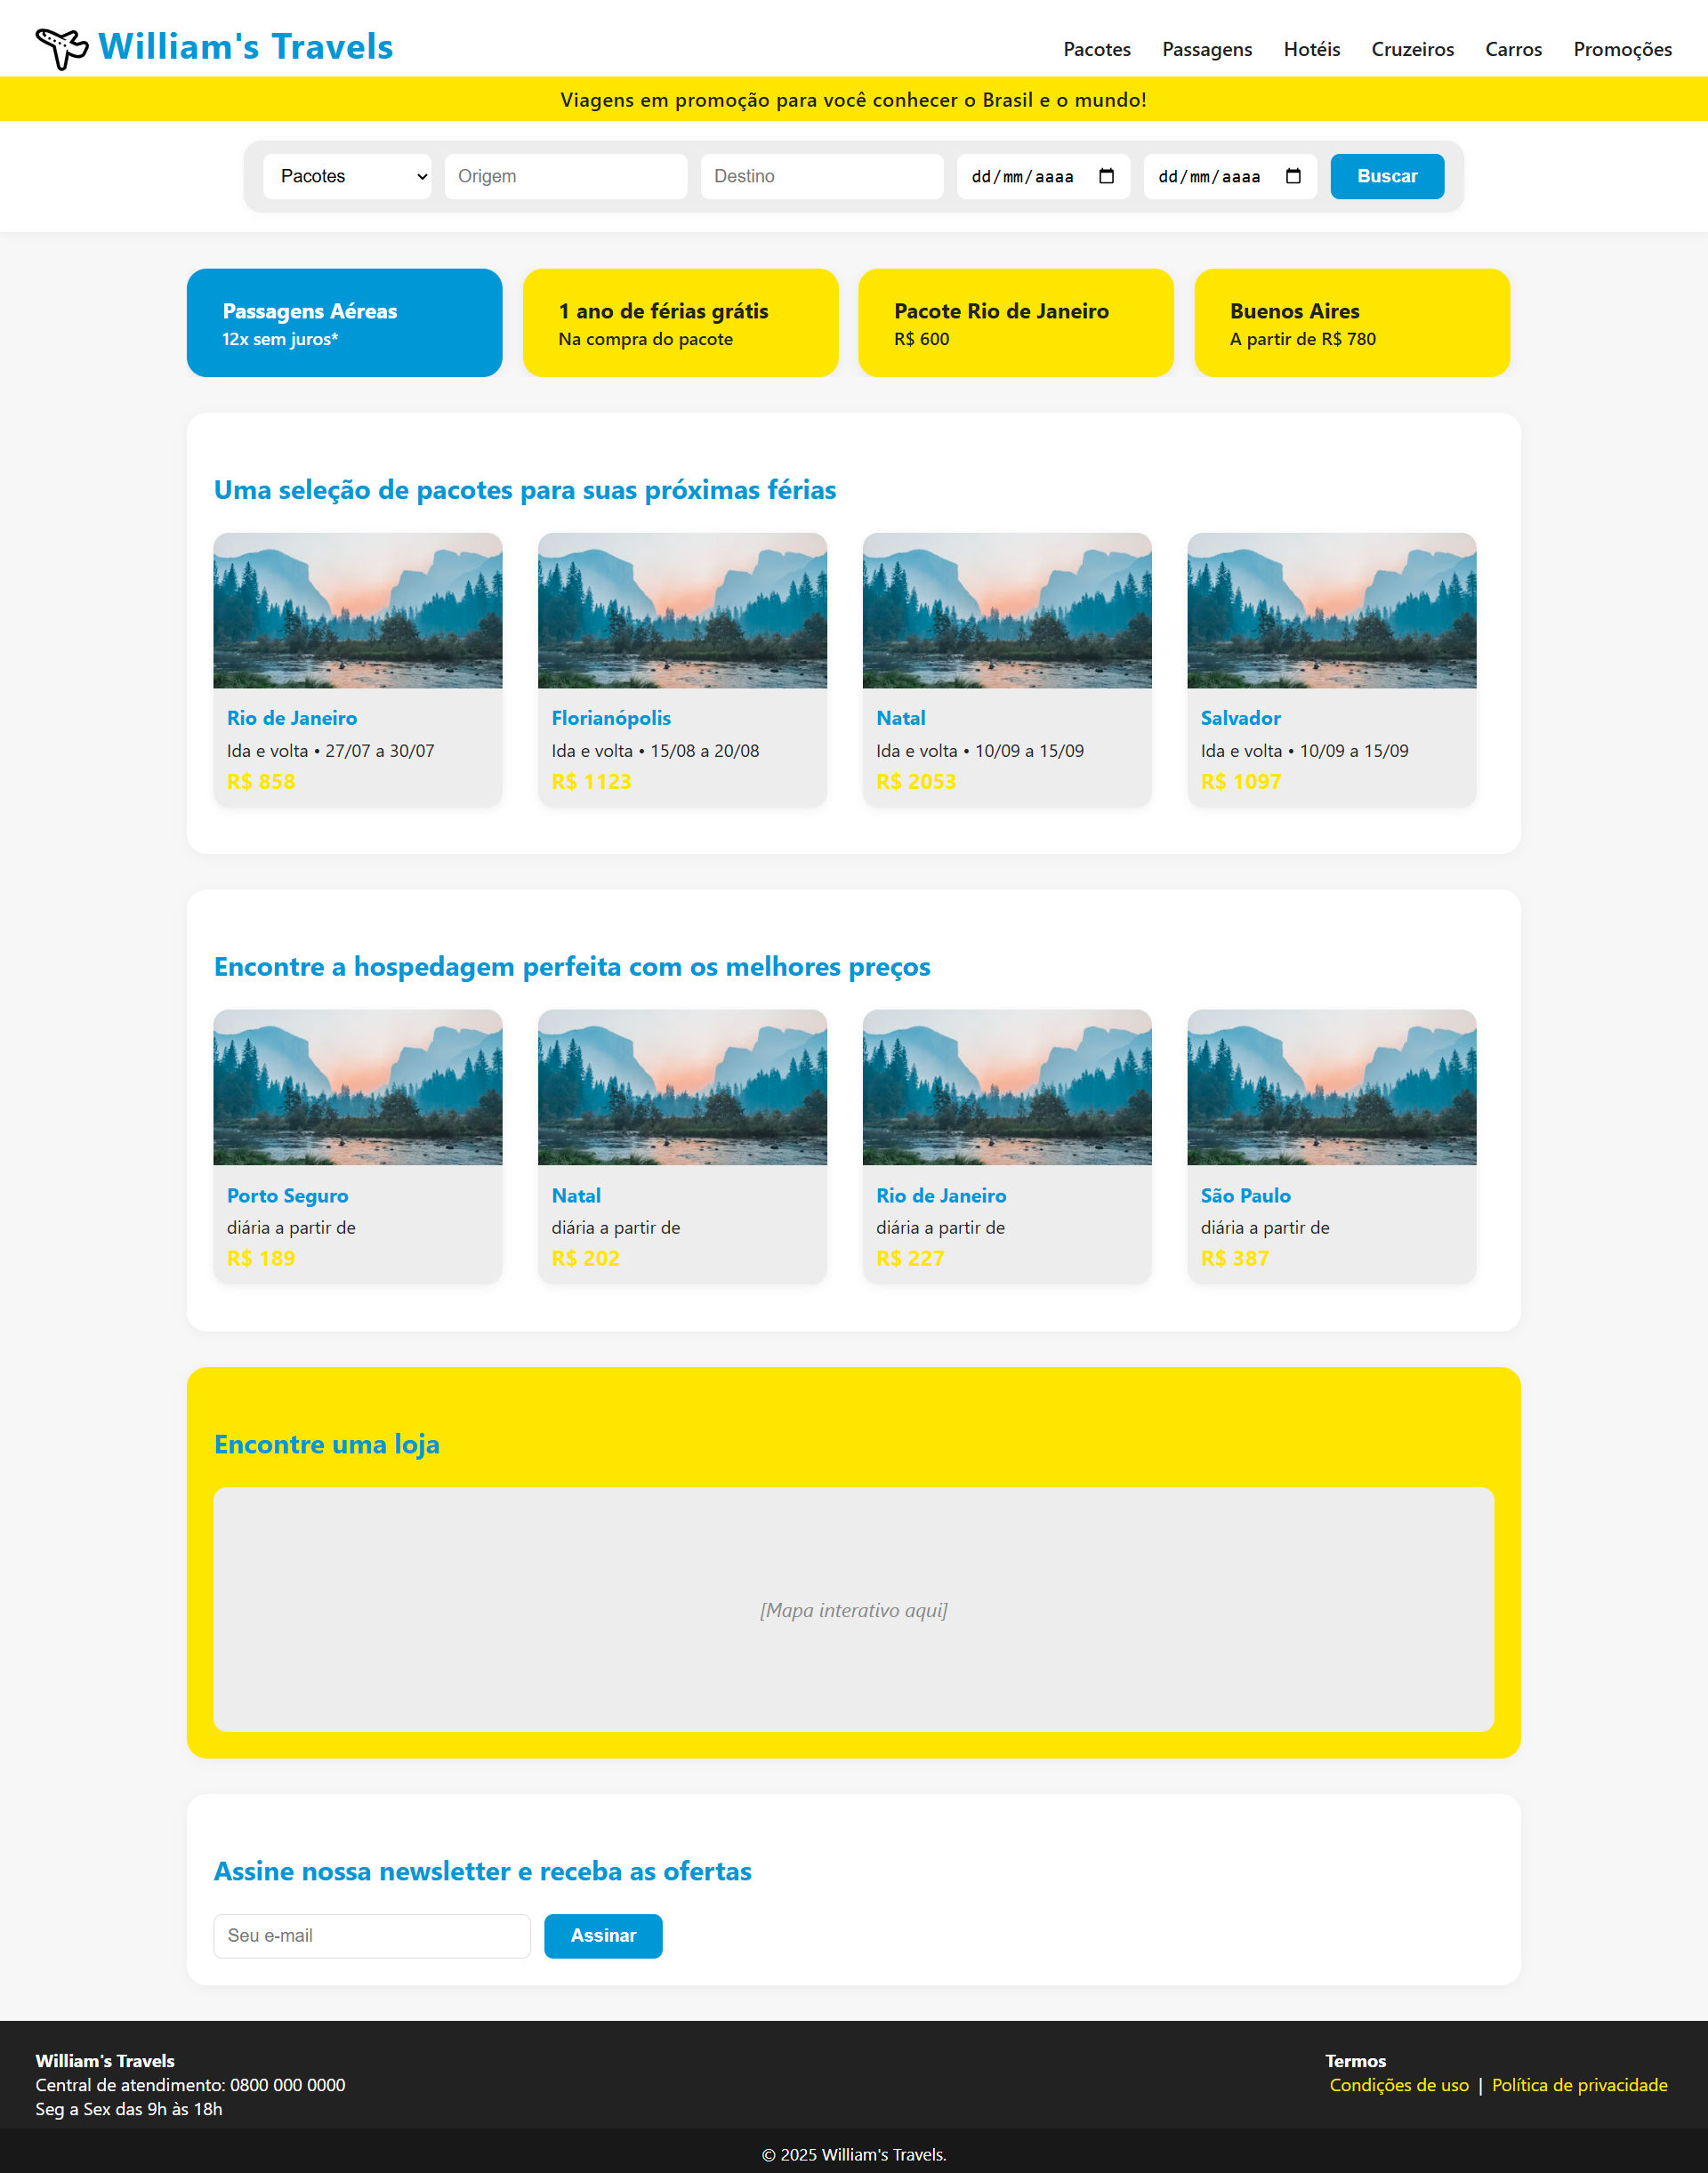 William's Travels
Pacotes Passagens Hotéis Cruzeiros Carros Promoções
Viagens em promoção para você conhecer o Brasil e o mundo!
Pacotes Origem Destino dd/mm/aaaa dd/mm/aaaa Buscar
Passagens Aéreas
12x sem juros*
1 ano de férias grátis
Na compra do pacote
Pacote Rio de Janeiro
R$ 600
Buenos Aires
A partir de R$ 780
Uma seleção de pacotes para suas próximas férias
Rio de Janeiro
Ida e volta • 27/07 a 30/07
R$ 858
Florianópolis
Ida e volta • 15/08 a 20/08
R$ 1123
Natal
Ida e volta • 10/09 a 15/09
R$ 2053
Salvador
Ida e volta • 10/09 a 15/09
R$ 1097
Encontre a hospedagem perfeita com os melhores preços
Porto Seguro
diária a partir de
R$ 189
Natal
diária a partir de
R$ 202
Rio de Janeiro
diária a partir de
R$ 227
São Paulo
diária a partir de
R$ 387
Encontre uma loja
[Mapa interativo aqui]
Assine nossa newsletter e receba as ofertas
Seu e-mail Assinar
William's Travels
Central de atendimento: 0800 000 0000
Seg a Sex das 9h às 18h
Termos
Condições de uso | Política de privacidade
© 2025 William's Travels.